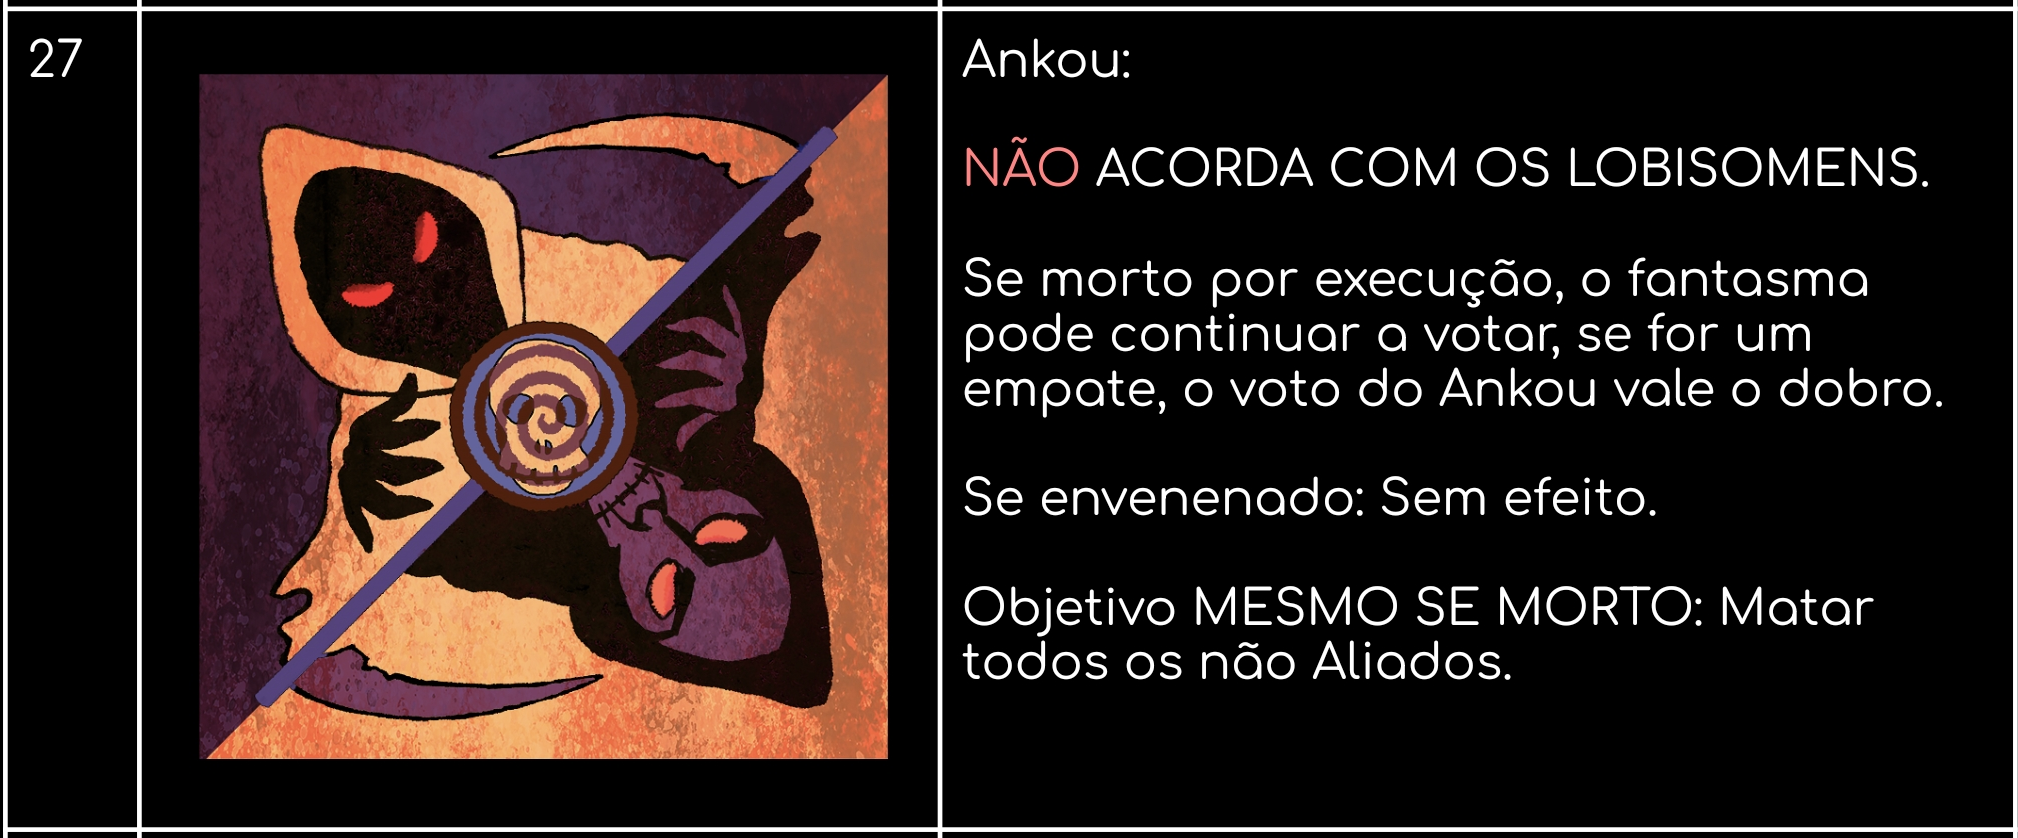 27
Ankou:
NÃO ACORDA COM OS LOBISOMENS.
Se morto por execução, o fantasma
pode continuar a votar, se for um
empate, o voto do Ankou vale o dobro.
Se envenenado: Sem efeito.
Objetivo MESMO SE MORTO: Matar
todos os não Aliados.